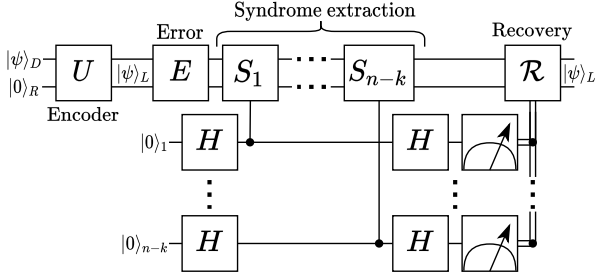 Syndrome extraction
Error
Recovery
|ψ⟩_D
|0⟩_R
U
|ψ⟩_L
E
S_1
S_{n−k}
ℛ
|ψ⟩_L
Encoder
|0⟩_1
H
H
|0⟩_{n−k}
H
H